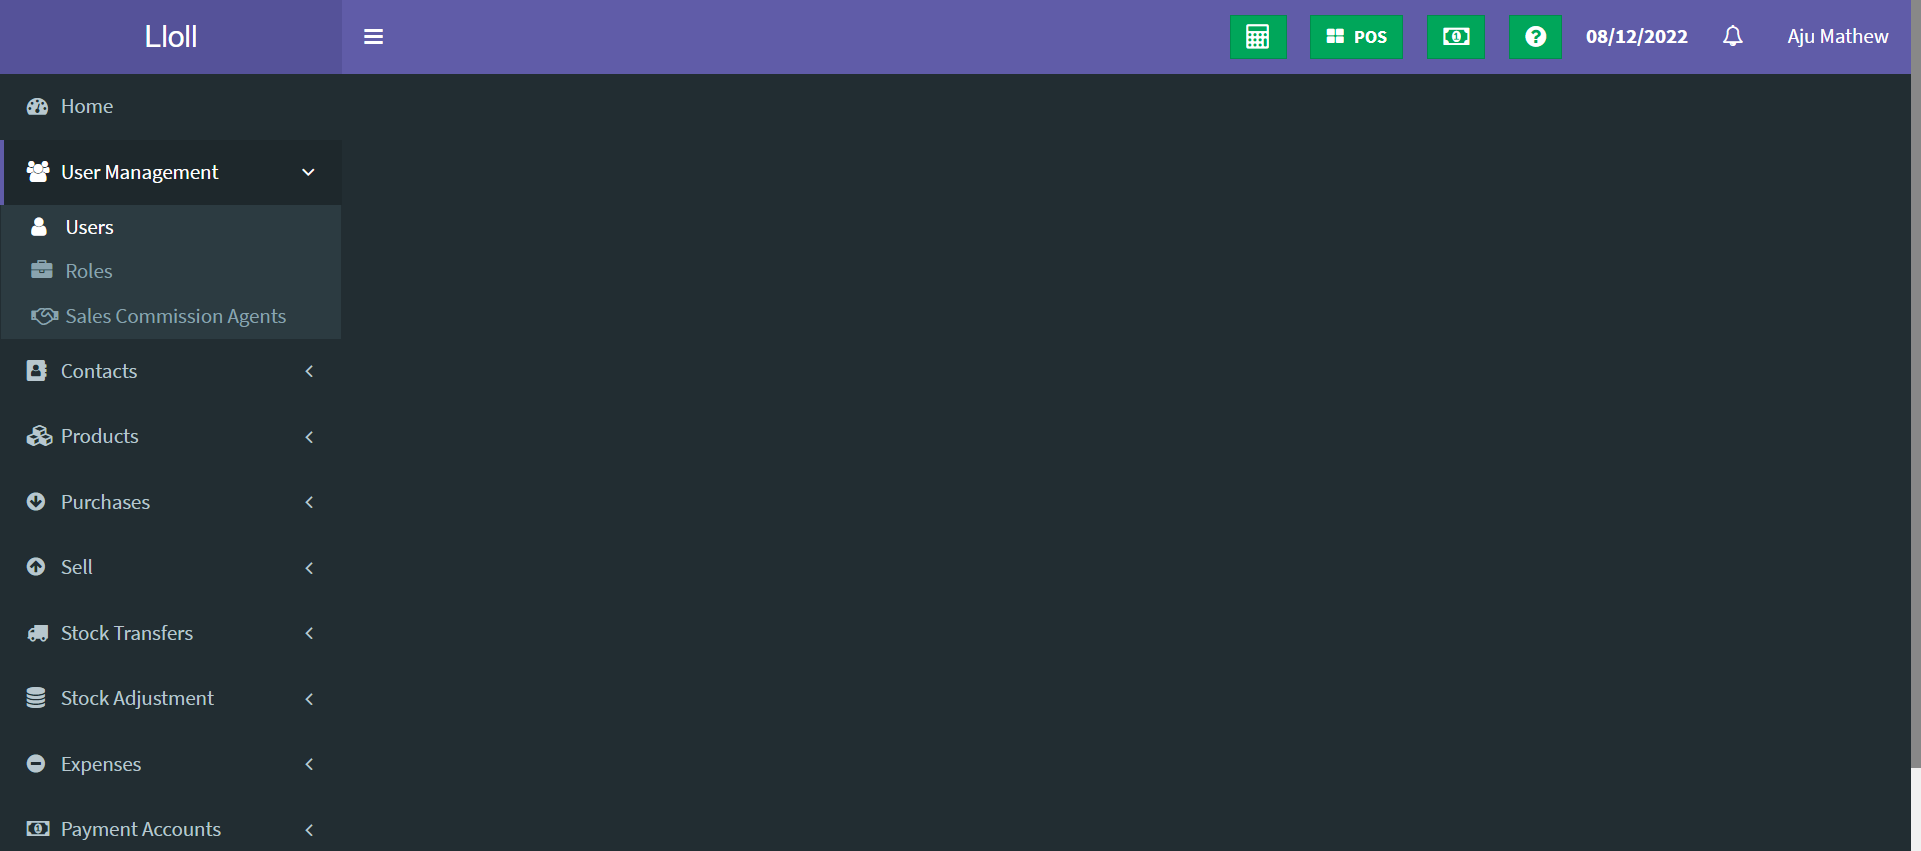 Lloll
POS
08/12/2022
Aju Mathew
Home
User Management
Users
Roles
Sales Commission Agents
Contacts
Products
Purchases
Sell
Stock Transfers
Stock Adjustment
Expenses
Payment Accounts